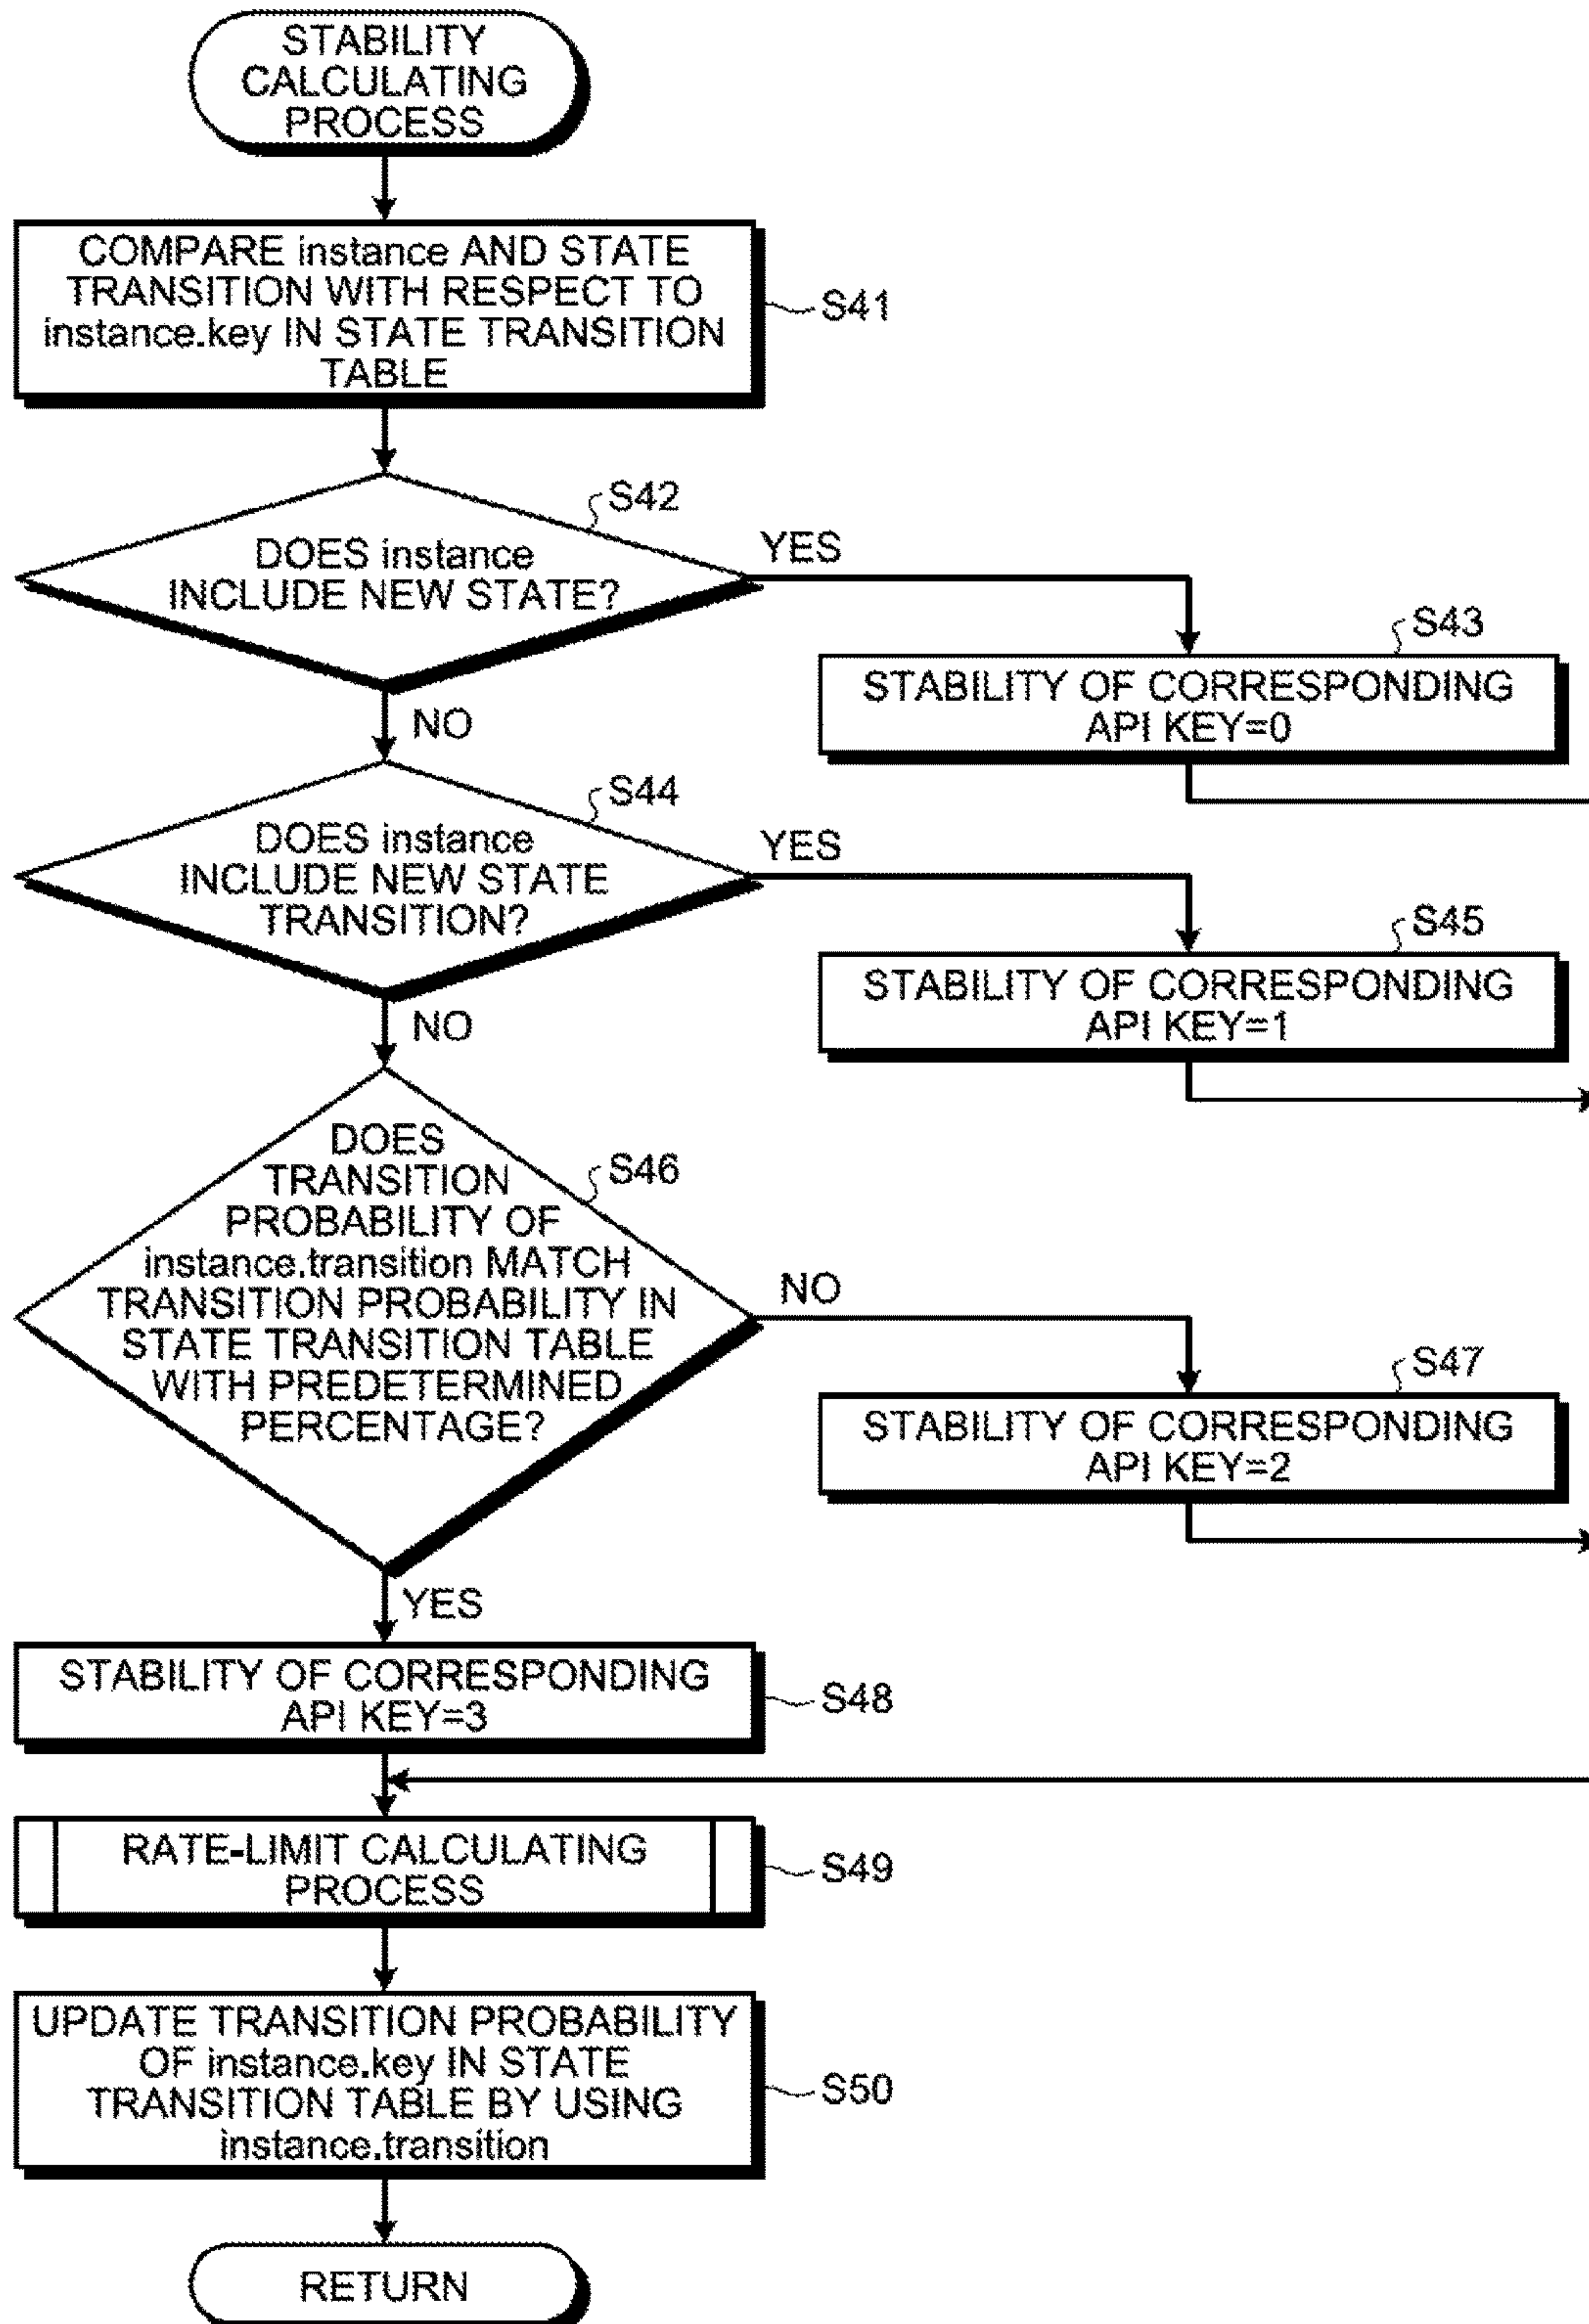 STABILITY
CALCULATING
PROCESS
COMPARE instance AND STATE
TRANSITION WITH RESPECT TO
instance.key IN STATE TRANSITION
TABLE
S41
S42
DOES instance
INCLUDE NEW STATE?
YES
NO
S43
STABILITY OF CORRESPONDING
API KEY=0
S44
DOES instance
INCLUDE NEW STATE
TRANSITION?
YES
NO
S45
STABILITY OF CORRESPONDING
API KEY=1
S46
DOES
TRANSITION
PROBABILITY OF
instance.transition MATCH
TRANSITION PROBABILITY IN
STATE TRANSITION TABLE
WITH PREDETERMINED
PERCENTAGE?
NO
S47
STABILITY OF CORRESPONDING
API KEY=2
YES
STABILITY OF CORRESPONDING
API KEY=3
S48
RATE-LIMIT CALCULATING
PROCESS
S49
UPDATE TRANSITION PROBABILITY
OF instance.key IN STATE
TRANSITION TABLE BY USING
instance.transition
S50
RETURN